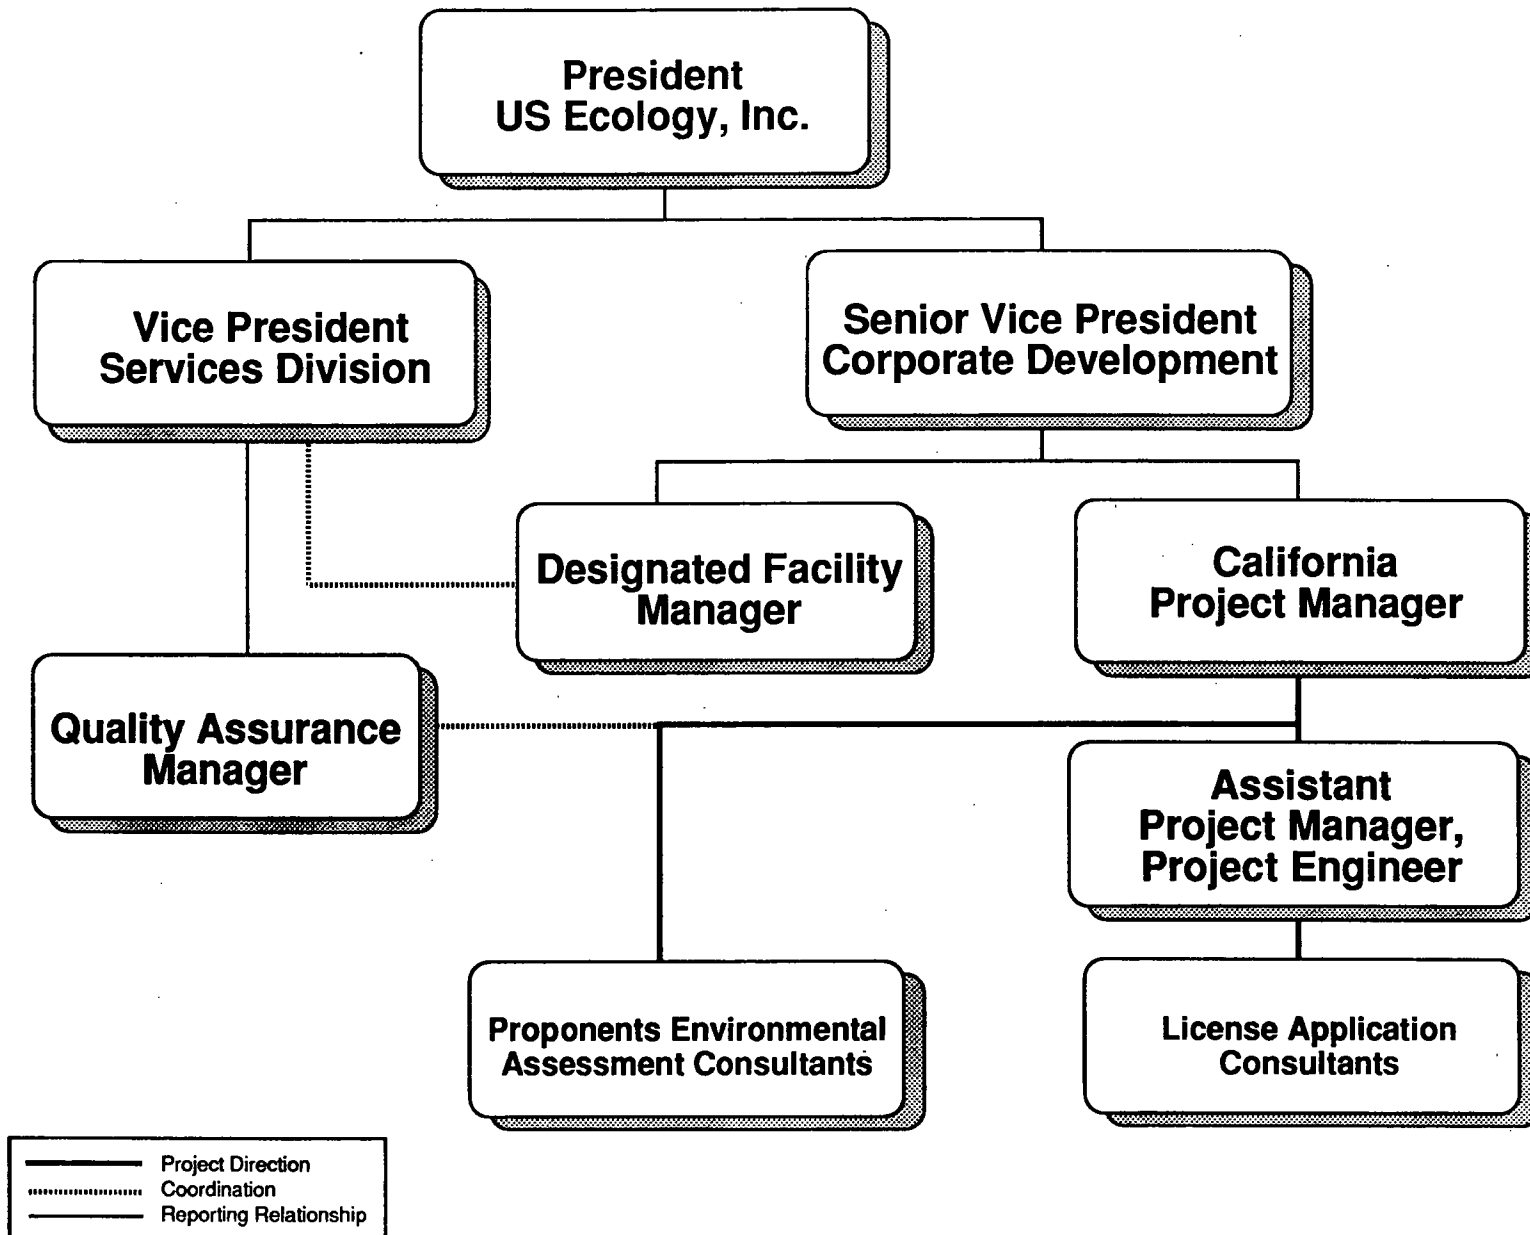 President
US Ecology, Inc.
Vice President
Services Division
Senior Vice President
Corporate Development
Designated Facility
Manager
California
Project Manager
Quality Assurance
Manager
Assistant
Project Manager,
Project Engineer
Proponents Environmental
Assessment Consultants
License Application
Consultants
Project Direction
Coordination
Reporting Relationship